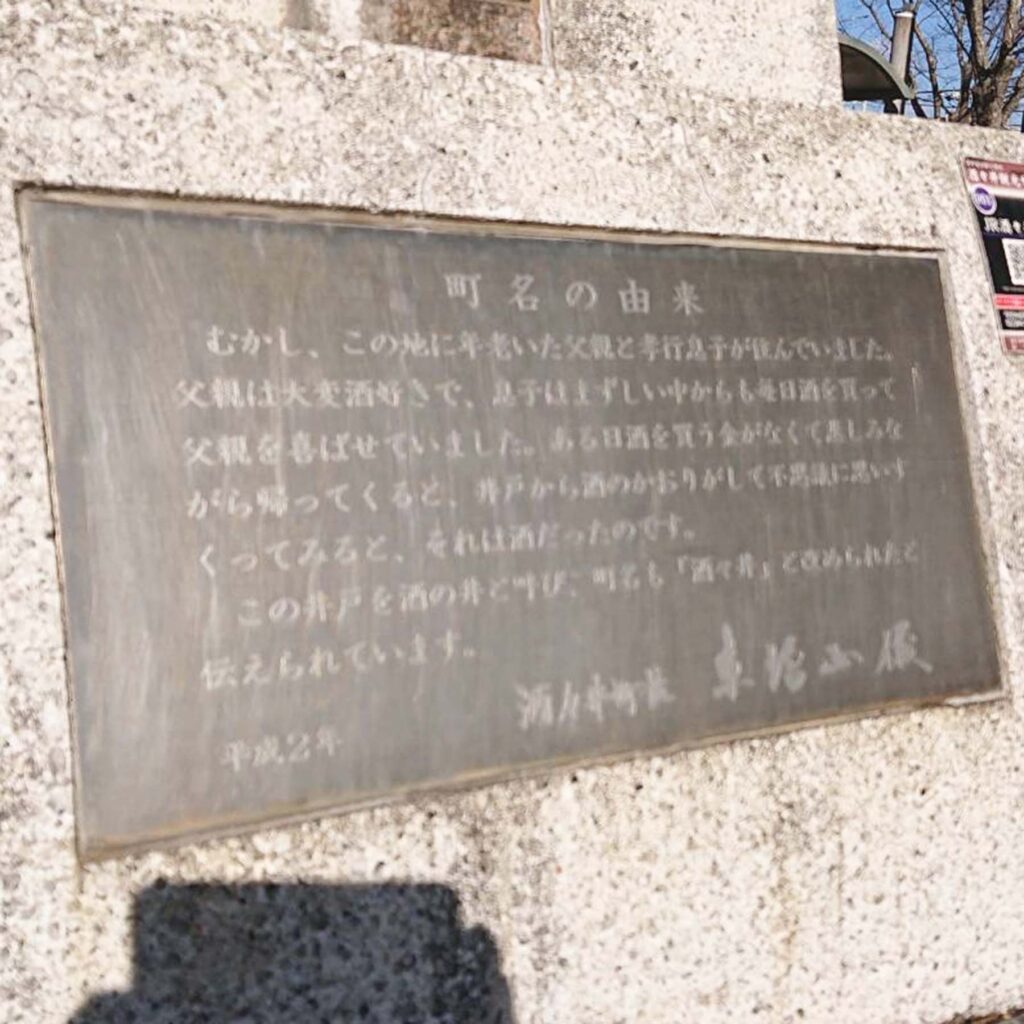 町名の由来
むかし、この地に年老いた父親と孝行息子が住んでいました。
父親は大変酒好きで、息子はまずしい中からも毎日酒を買って
父親を喜ばせていました。ある日酒を買う金がなくて悲しみな
がら帰ってくると、井戸から酒のかおりがして不思議に思いす
くってみると、それは酒だったのです。
この井戸を酒の井と叫び、町名も「酒々井」と改められたと
伝えられています。
酒々井町長
平成2年
JR酒々